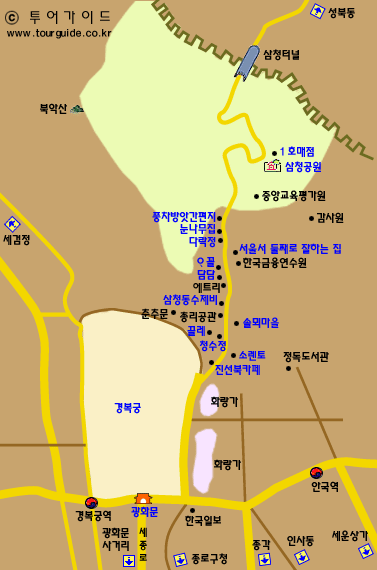 ⓒ 투어가이드
www.tourguide.co.kr
성북동
삼청터널
북악산
1호매점
삼청공원
중앙교육평가원
풍차방앗간편지
눈나무집
감사원
다락정
세검정
서울서 둘째로 잘하는 집
한국금융연수원
담담
에트리
삼청동수제비
춘추문
총리공관
솔뫼마을
끌레
청수정
소렌토
정독도서관
진선북카페
경복궁
화랑가
화랑가
안국역
경복궁역
광화문
한국일보
광화문
사거리
세종로
종로구청
종각
인사동
세운상가